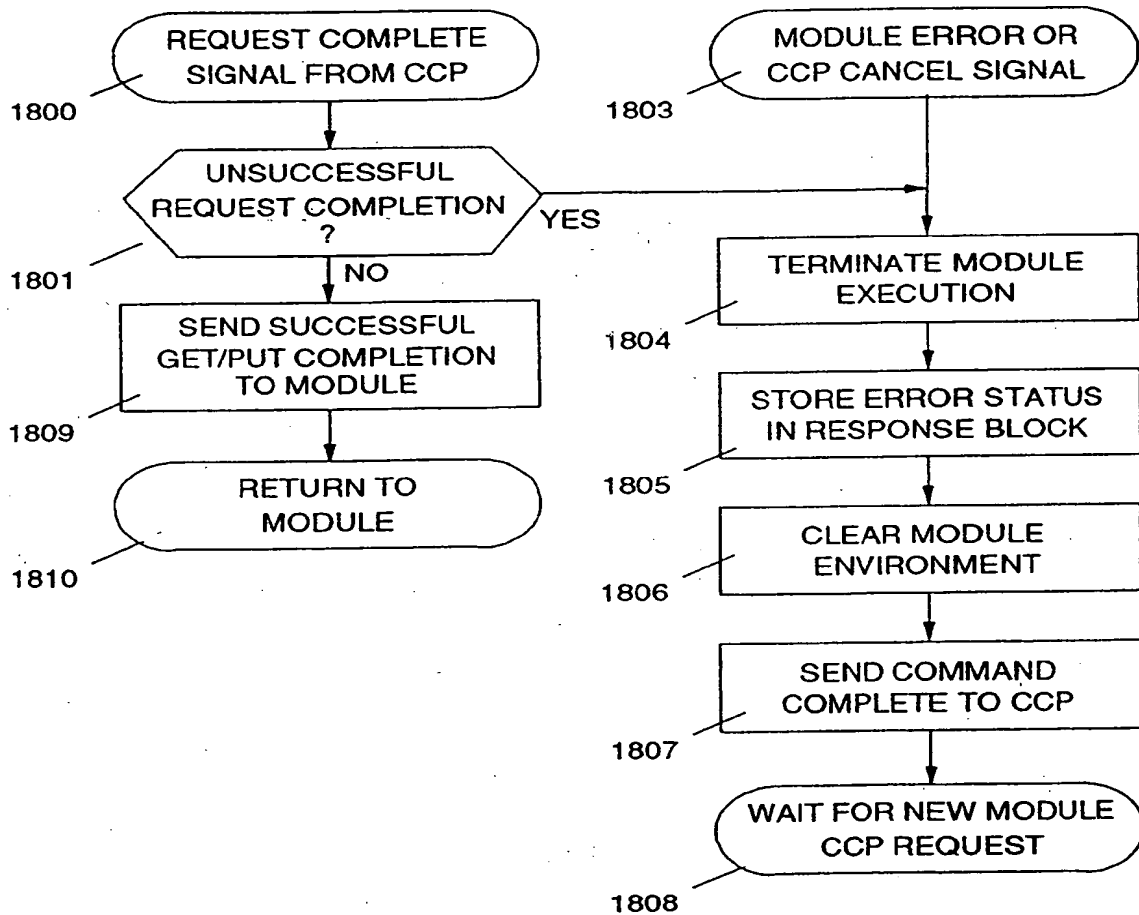 REQUEST COMPLETE
SIGNAL FROM CCP
1800
UNSUCCESSFUL
REQUEST COMPLETION
?
YES
1801
NO
SEND SUCCESSFUL
GET/PUT COMPLETION
TO MODULE
1809
RETURN TO
MODULE
1810
MODULE ERROR OR
CCP CANCEL SIGNAL
1803
TERMINATE MODULE
EXECUTION
1804
STORE ERROR STATUS
IN RESPONSE BLOCK
1805
CLEAR MODULE
ENVIRONMENT
1806
SEND COMMAND
COMPLETE TO CCP
1807
WAIT FOR NEW MODULE
CCP REQUEST
1808